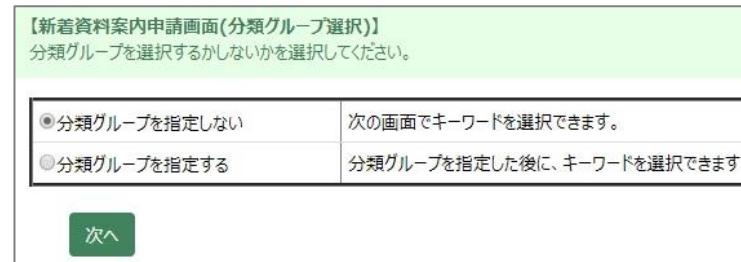 【新着資料案内申請画面(分類グループ選択)】
分類グループを選択するかしないかを選択してください。
分類グループを指定しない 次の画面でキーワードを選択できます。
分類グループを指定する 分類グループを指定した後に、キーワードを選択できます
次へ